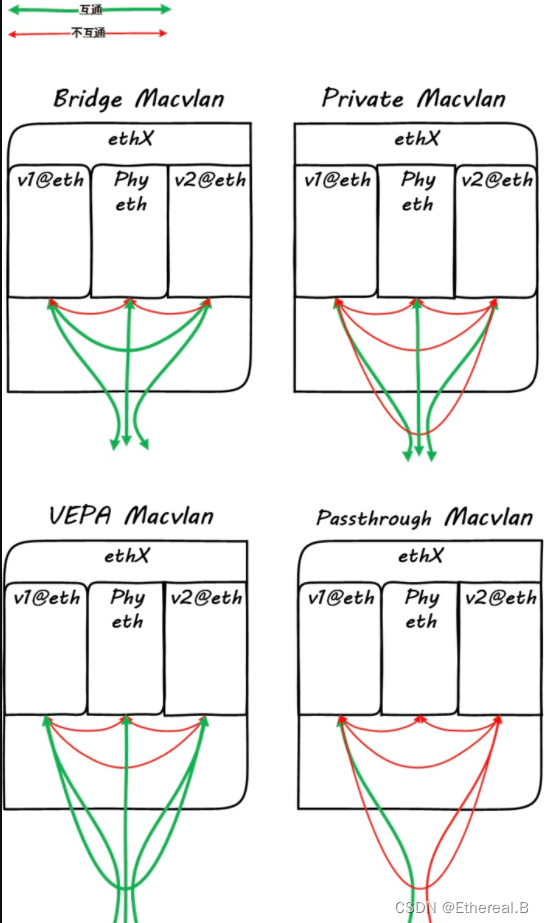 互通
不互通
Bridge Macvlan
Private Macvlan
ethX
ethX
v1@eth
Phy
eth
v2@eth
v1@eth
Phy
eth
v2@eth
VEPA Macvlan
Passthrough Macvlan
ethX
ethX
v1@eth
Phy
eth
v2@eth
v1@eth
Phy
eth
v2@eth
CSDN @Ethereal.B